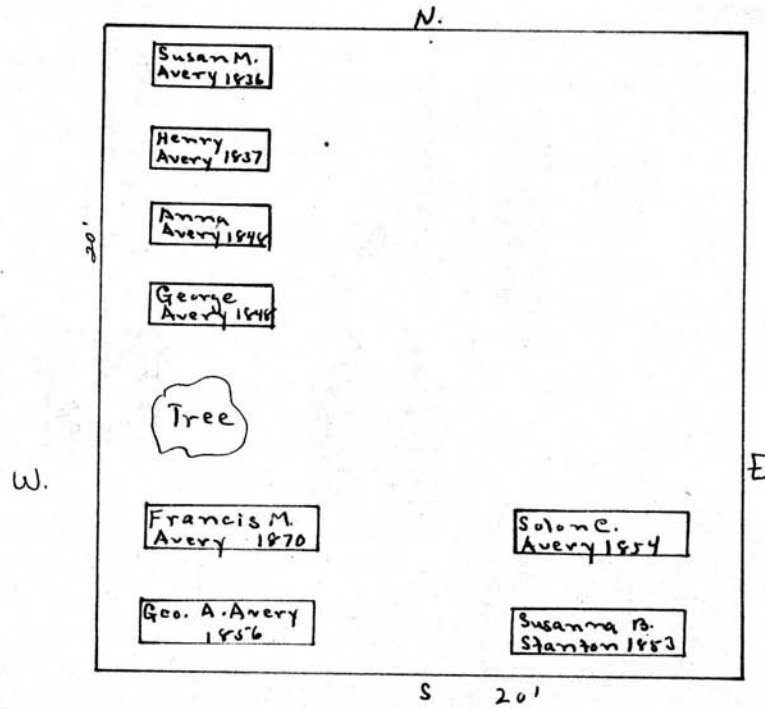 N.
Susan M.
Avery 1836
Henry
Avery 1837
Anna
Avery 1848
20'
George
Avery 1848
Tree
W.
E
Francis M.
Avery 1870
Solon C.
Avery 1854
Geo. A. Avery
1856
Susanna B.
Stanton 1883
S 20'